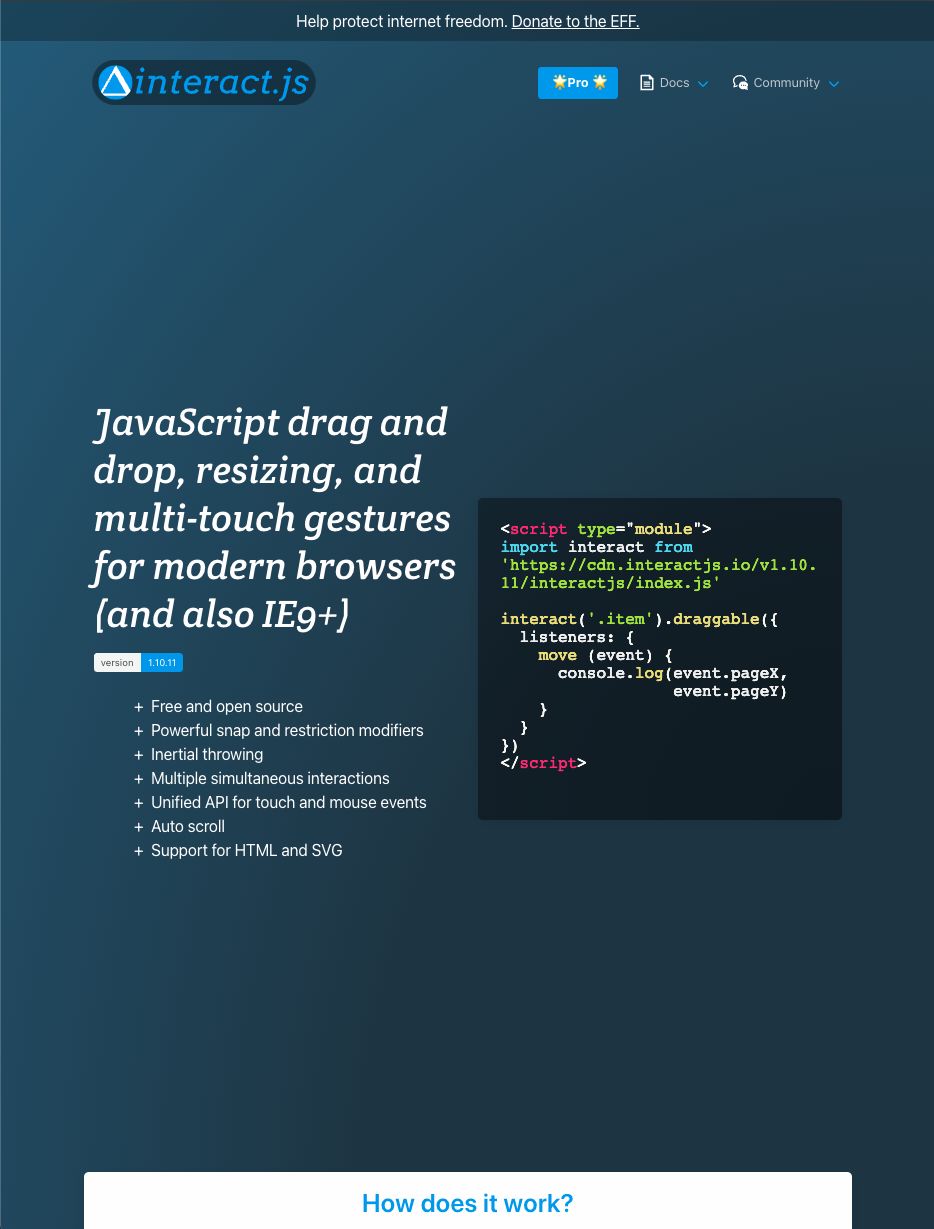 Help protect internet freedom. Donate to the EFF.
interact.js
🌟Pro 🌟
Docs
Community
JavaScript drag and
drop, resizing, and
multi-touch gestures
for modern browsers
(and also IE9+)
version 1.10.11
+ Free and open source
+ Powerful snap and restriction modifiers
+ Inertial throwing
+ Multiple simultaneous interactions
+ Unified API for touch and mouse events
+ Auto scroll
+ Support for HTML and SVG
<script type="module">
import interact from
'https://cdn.interactjs.io/v1.10.
11/interactjs/index.js'
interact('.item').draggable({
  listeners: {
    move (event) {
      console.log(event.pageX,
                  event.pageY)
    }
  }
})
</script>
How does it work?